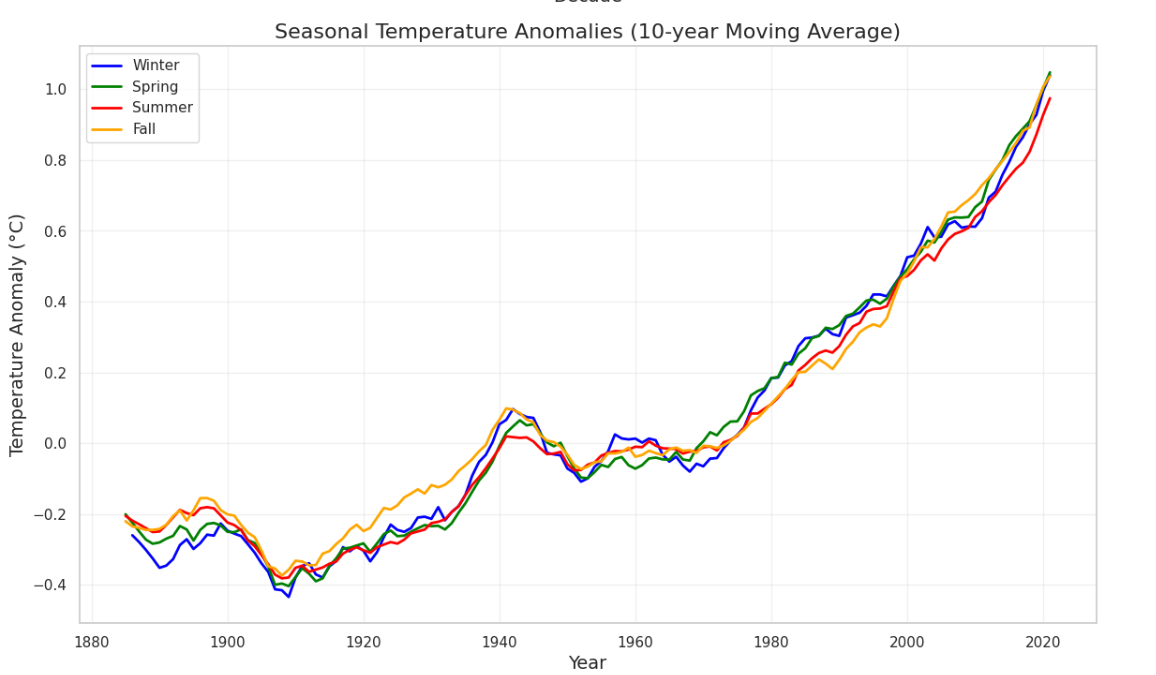 Decade
Seasonal Temperature Anomalies (10-year Moving Average)
Winter
Spring
Summer
Fall
1.0
0.8
0.6
0.4
0.2
0.0
−0.2
−0.4
Temperature Anomaly (°C)
1880 1900 1920 1940 1960 1980 2000 2020
Year